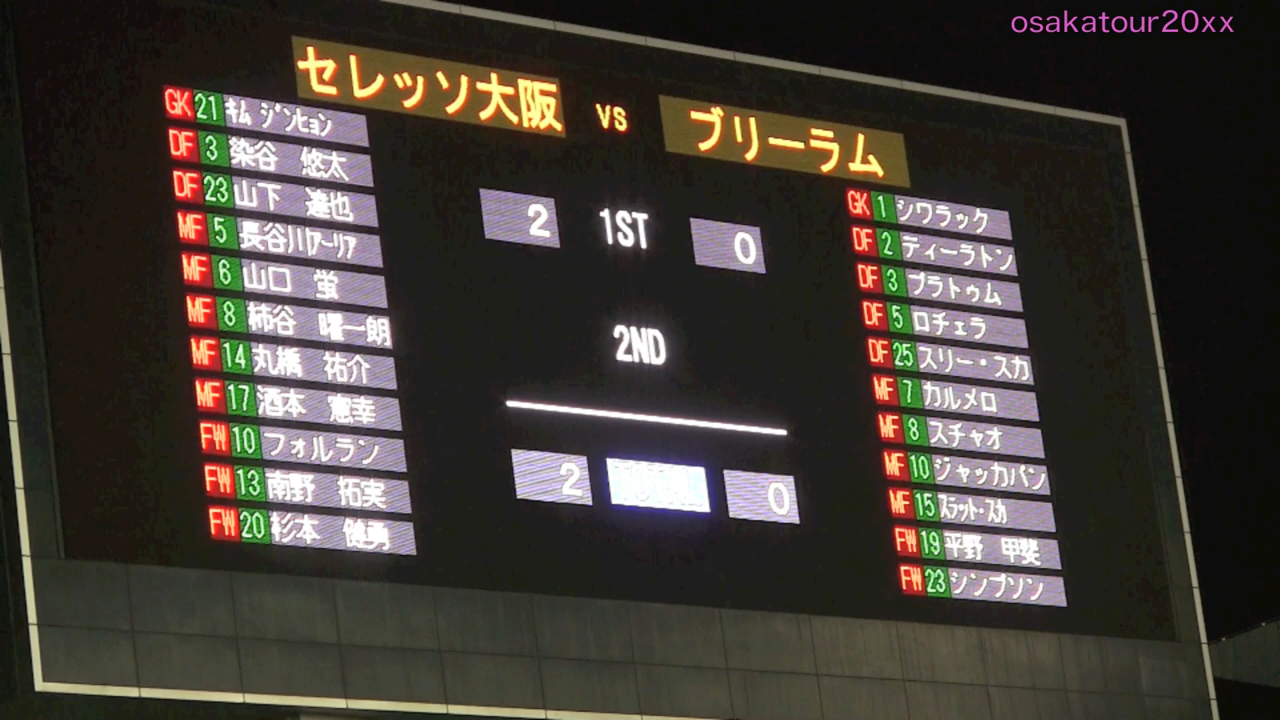 osakatour20xx
セレッソ大阪 vs ブリーラム
GK 21 ｷﾑ ｼﾞﾝﾋｮﾝ
DF 3 染谷 悠太
DF 23 山下 達也
MF 5 長谷川ｱｰﾘｱ
MF 6 山口 蛍
MF 8 柿谷 曜一朗
MF 14 丸橋 祐介
MF 17 酒本 憲幸
FW 10 フォルラン
FW 13 南野 拓実
FW 20 杉本 健勇
2 1ST 0
2ND
2 TOTAL 0
GK 1 シワラック
DF 2 ティーラトン
DF 3 プラトゥム
DF 5 ロチェラ
DF 25 スリー・スカ
MF 7 カルメロ
MF 8 スチャオ
MF 10 ジャッカパン
MF 15 ｽﾗｯﾄ･ｽｶ
FW 19 平野 甲斐
FW 23 シンプソン